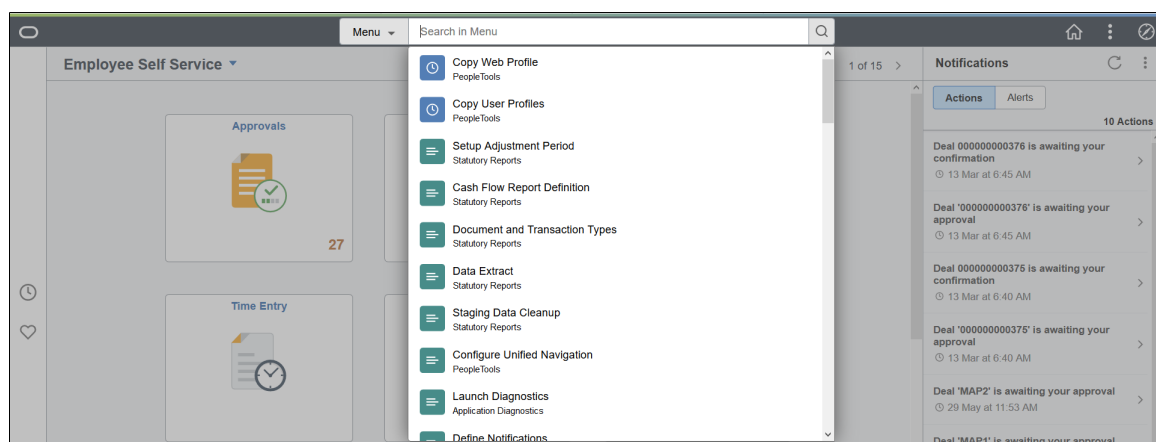 Menu
Search in Menu
Employee Self Service
1 of 15
Copy Web Profile
PeopleTools
Copy User Profiles
PeopleTools
Setup Adjustment Period
Statutory Reports
Cash Flow Report Definition
Statutory Reports
Document and Transaction Types
Statutory Reports
Data Extract
Statutory Reports
Staging Data Cleanup
Statutory Reports
Configure Unified Navigation
PeopleTools
Launch Diagnostics
Application Diagnostics
Define Notifications
Approvals
27
Time Entry
Notifications
Actions
Alerts
10 Actions
Deal 000000000376 is awaiting your
confirmation
13 Mar at 6:45 AM
Deal '000000000376' is awaiting your
approval
13 Mar at 6:45 AM
Deal 000000000375 is awaiting your
confirmation
13 Mar at 6:40 AM
Deal '000000000375' is awaiting your
approval
13 Mar at 6:40 AM
Deal 'MAP2' is awaiting your approval
29 May at 11:53 AM
Deal 'MAP1' is awaiting your approval